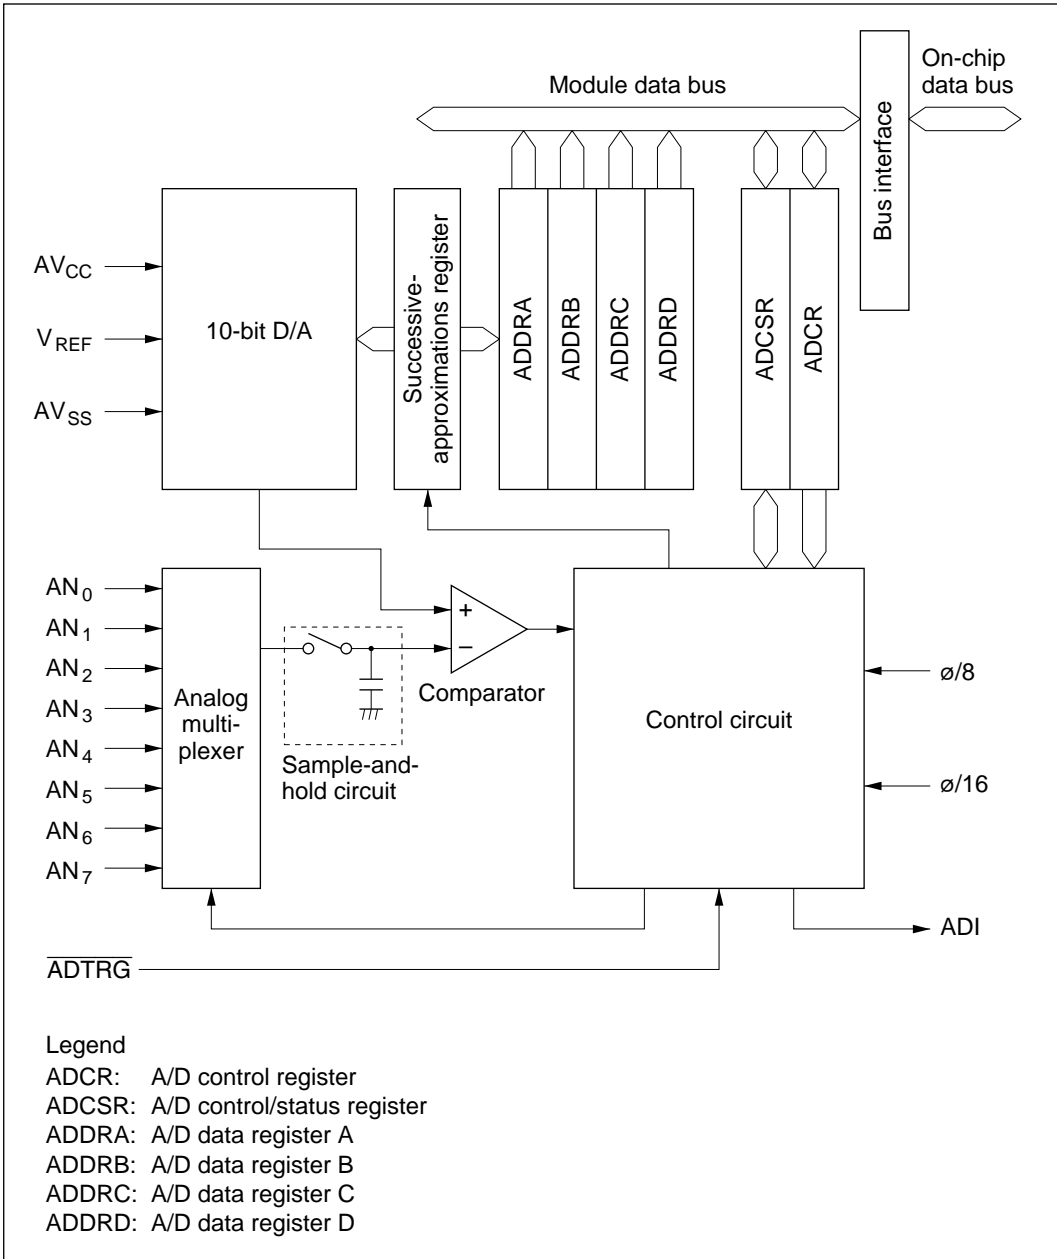 On-chip
data bus
Module data bus
Bus interface
AVCC
VREF
AVSS
10-bit D/A
Successive-
approximations register
ADDRA
ADDRB
ADDRC
ADDRD
ADCSR
ADCR
AN0
AN1
AN2
AN3
AN4
AN5
AN6
AN7
Analog
multi-
plexer
Sample-and-
hold circuit
+
−
Comparator
Control circuit
ø/8
ø/16
ADI
ADTRG
Legend
ADCR: A/D control register
ADCSR: A/D control/status register
ADDRA: A/D data register A
ADDRB: A/D data register B
ADDRC: A/D data register C
ADDRD: A/D data register D